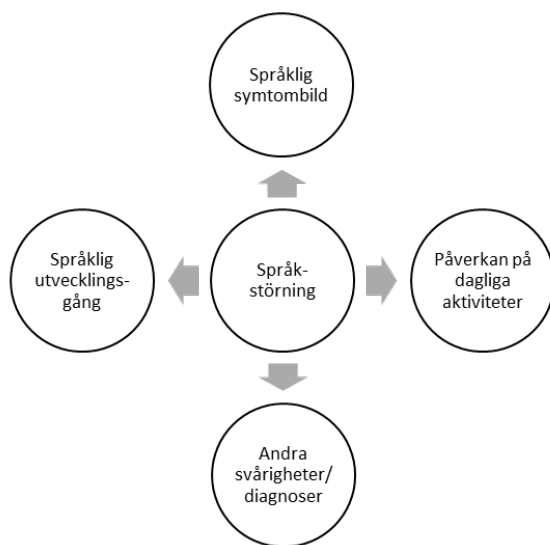 Språklig
symtombild
Språklig
utvecklings-
gång
Språk-
störning
Påverkan på
dagliga
aktiviteter
Andra
svårigheter/
diagnoser